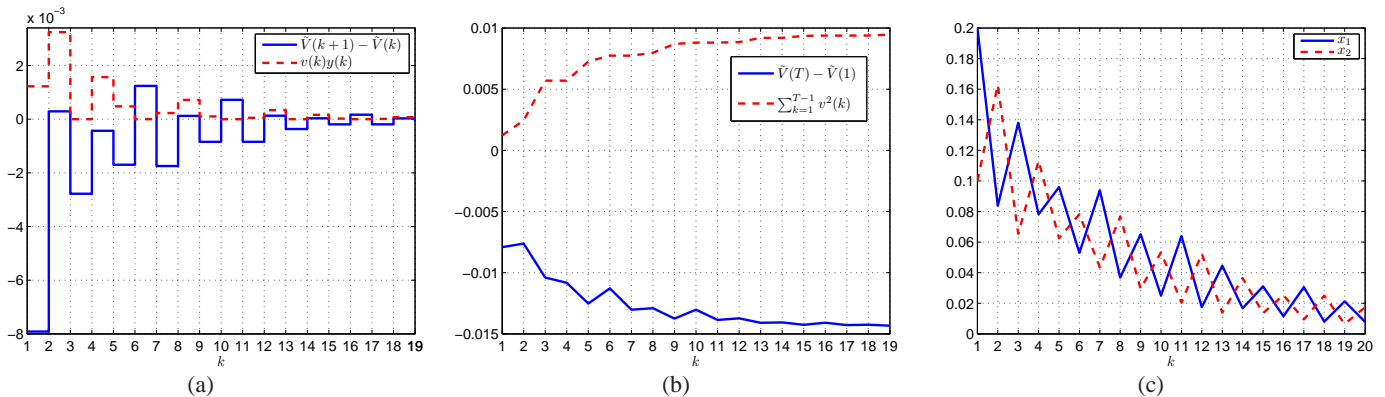 x 10⁻³
Ṽ(k+1) − Ṽ(k)
v(k)y(k)
2
0
−2
−4
−6
−8
1 2 3 4 5 6 7 8 9 10 11 12 13 14 15 16 17 18 19
k
(a)
0.01
0.005
0
−0.005
−0.01
−0.015
Ṽ(T) − Ṽ(1)
∑ᵀ⁻¹ₖ₌₁ v²(k)
1 2 3 4 5 6 7 8 9 10 11 12 13 14 15 16 17 18 19
k
(b)
0.2
0.18
0.16
0.14
0.12
0.1
0.08
0.06
0.04
0.02
0
x₁
x₂
1 2 3 4 5 6 7 8 9 10 11 12 13 14 15 16 17 18 19 20
k
(c)